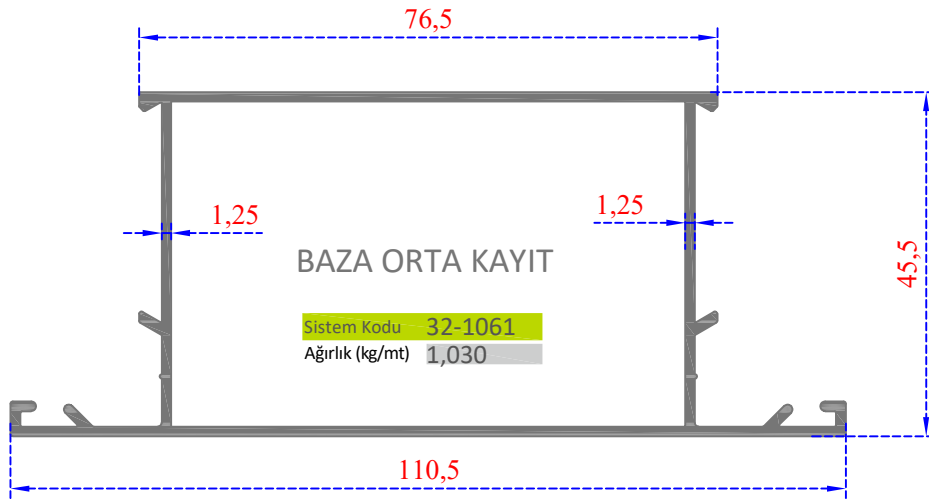 76,5
1,25
1,25
45,5
BAZA ORTA KAYIT
Sistem Kodu 32-1061
Ağırlık (kg/mt) 1,030
110,5